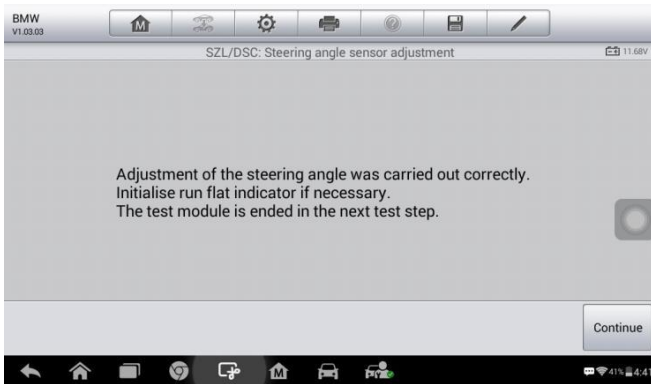 BMW
V1.03.03
SZL/DSC: Steering angle sensor adjustment
11.68V
Adjustment of the steering angle was carried out correctly.
Initialise run flat indicator if necessary.
The test module is ended in the next test step.
Continue
41% 4:41